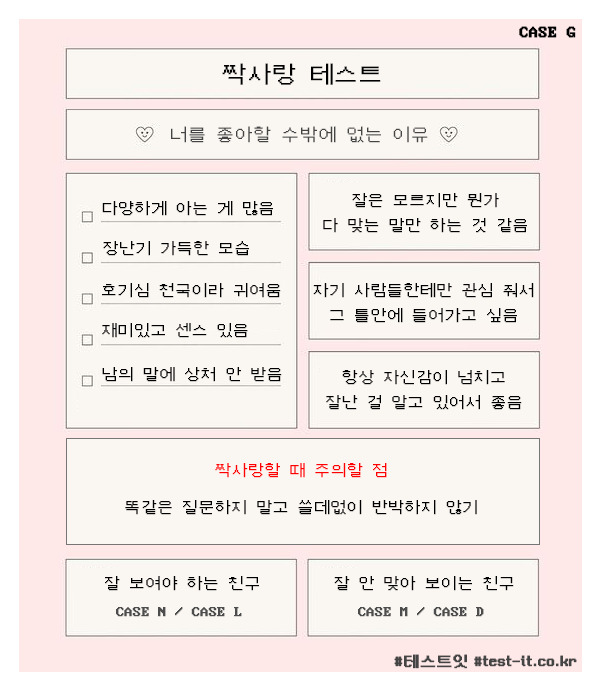 CASE G
짝사랑 테스트
너를 좋아할 수밖에 없는 이유
다양하게 아는 게 많음
장난기 가득한 모습
호기심 천국이라 귀여움
재미있고 센스 있음
남의 말에 상처 안 받음
잘은 모르지만 뭔가
다 맞는 말만 하는 것 같음
자기 사람들한테만 관심 줘서
그 틀안에 들어가고 싶음
항상 자신감이 넘치고
잘난 걸 알고 있어서 좋음
짝사랑할 때 주의할 점
똑같은 질문하지 말고 쓸데없이 반박하지 않기
잘 보여야 하는 친구
CASE N / CASE L
잘 안 맞아 보이는 친구
CASE M / CASE D
#테스트잇 #test-it.co.kr